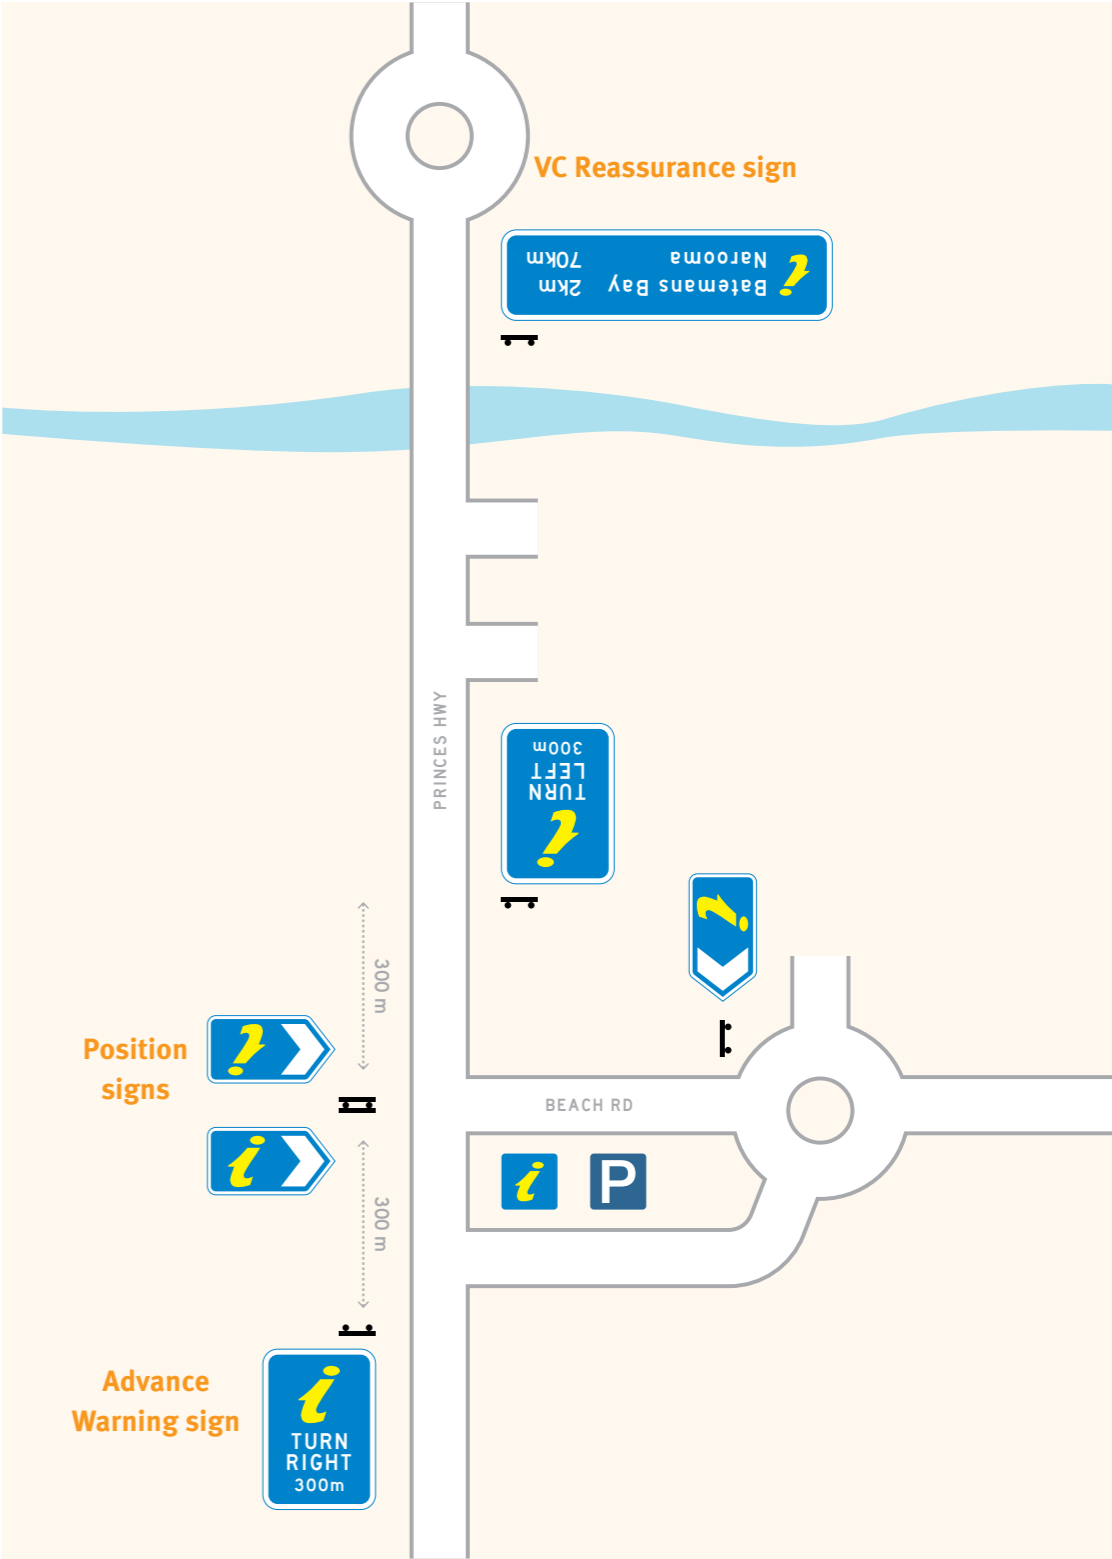 VC Reassurance sign
Batemans Bay 2km
Narooma 70km
PRINCES HWY
TURN
LEFT
300m
300 m
Position
signs
BEACH RD
P
300 m
Advance
Warning sign
TURN
RIGHT
300m